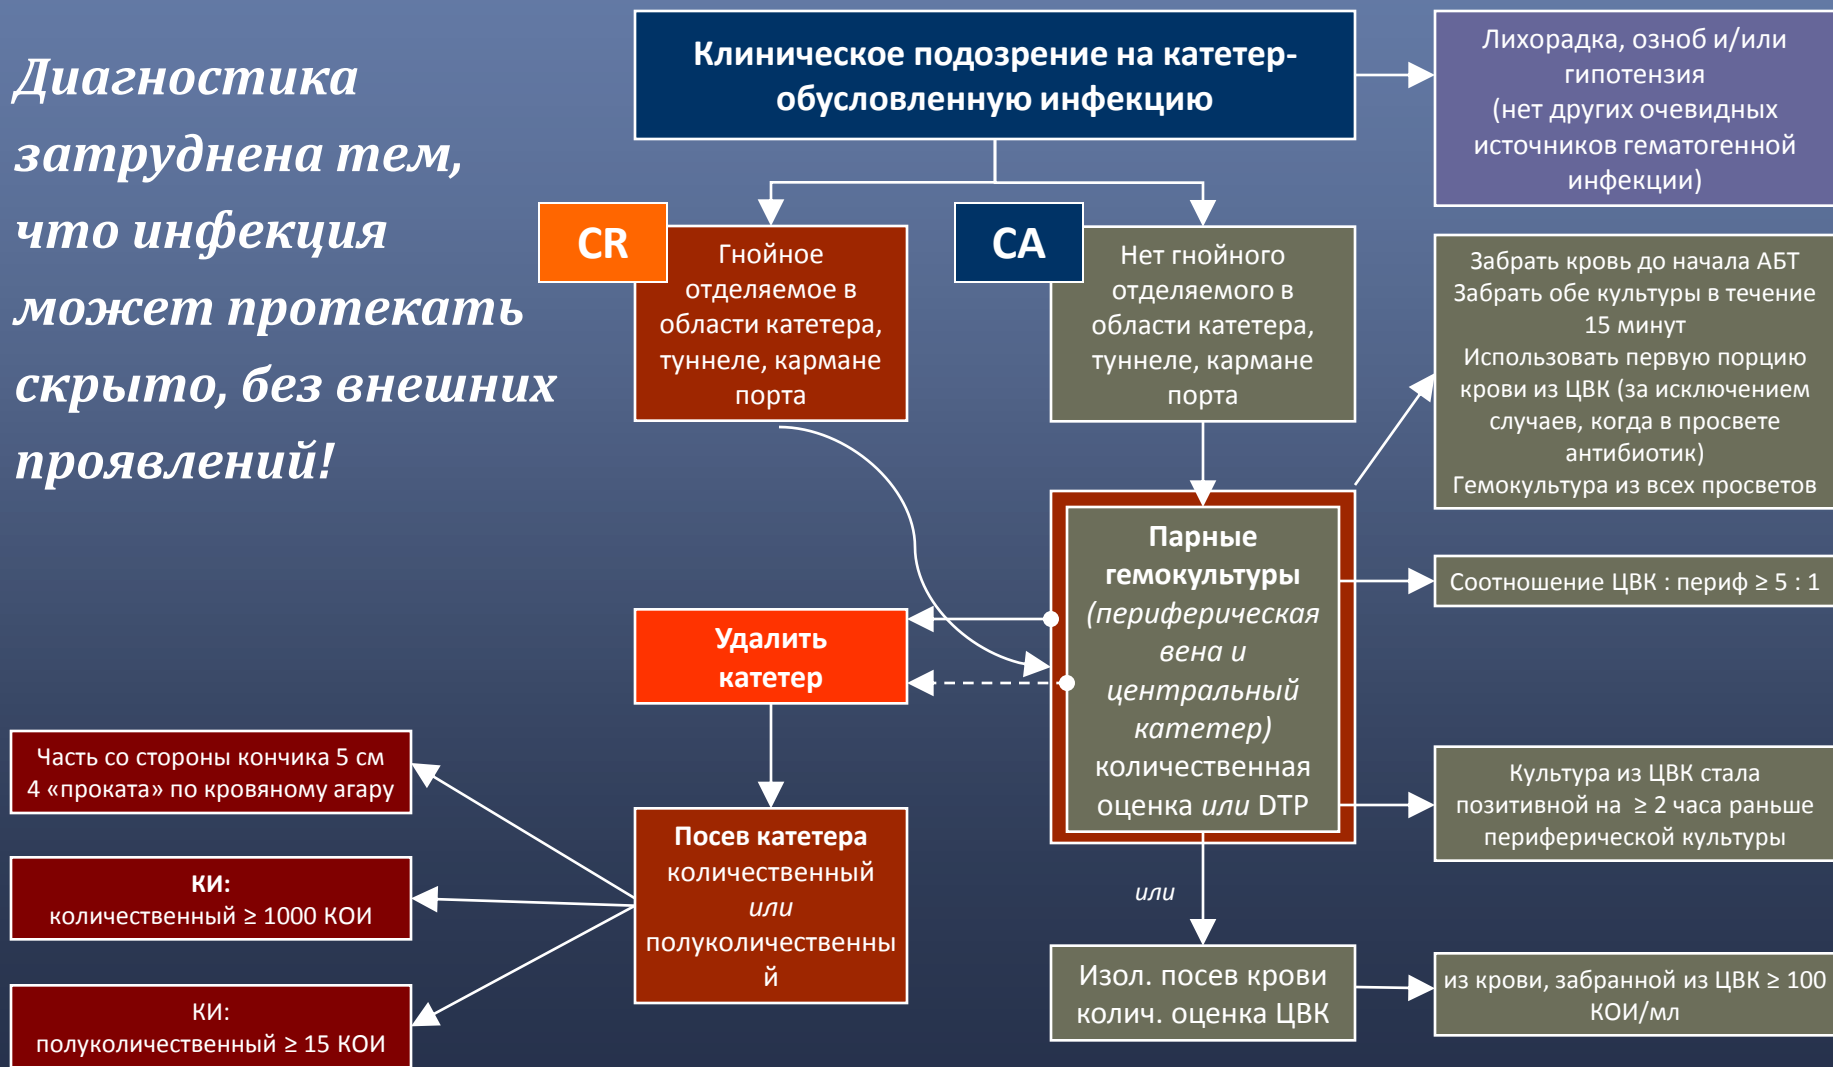 Диагностика
затруднена тем,
что инфекция
может протекать
скрыто, без внешних
проявлений!
Клиническое подозрение на катетер-
обусловленную инфекцию
Лихорадка, озноб и/или
гипотензия
(нет других очевидных
источников гематогенной
инфекции)
CR
Гнойное
отделяемое в
области катетера,
туннеле, кармане
порта
CA
Нет гнойного
отделяемого в
области катетера,
туннеле, кармане
порта
Забрать кровь до начала АБТ
Забрать обе культуры в течение
15 минут
Использовать первую порцию
крови из ЦВК (за исключением
случаев, когда в просвете
антибиотик)
Гемокультура из всех просветов
Парные
гемокультуры
(периферическая
вена и
центральный
катетер)
количественная
оценка или DTP
Соотношение ЦВК : периф ≥ 5 : 1
Удалить
катетер
Часть со стороны кончика 5 см
4 «проката» по кровяному агару
Культура из ЦВК стала
позитивной на ≥ 2 часа раньше
периферической культуры
Посев катетера
количественный
или
полуколичественны
й
КИ:
количественный ≥ 1000 КОИ
или
КИ:
полуколичественный ≥ 15 КОИ
Изол. посев крови
колич. оценка ЦВК
из крови, забранной из ЦВК ≥ 100
КОИ/мл